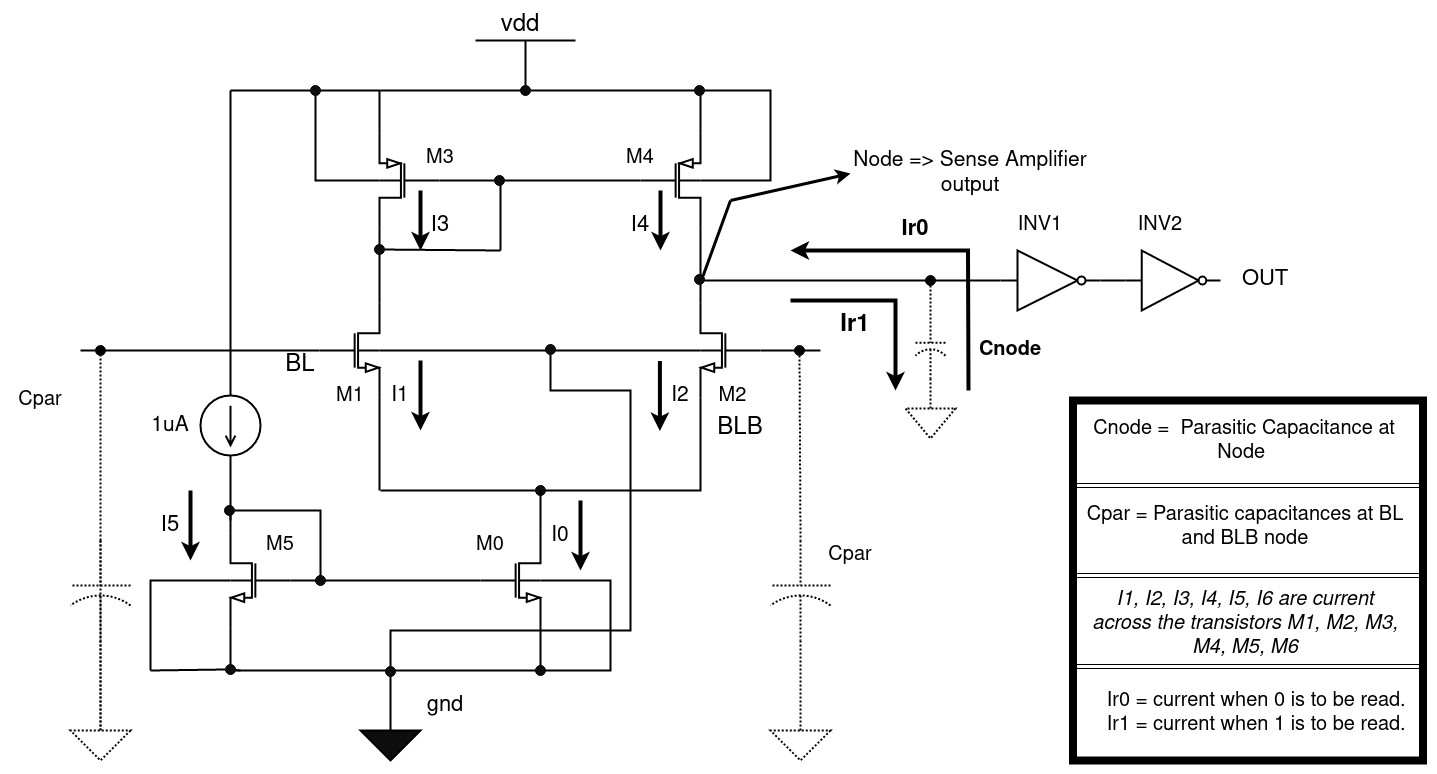 vdd
M3
M4
Node => Sense Amplifier
output
I3
I4
Ir0
INV1
INV2
OUT
Ir1
Cnode
BL
M1
I1
I2
M2
BLB
Cpar
1uA
I5
M5
M0
I0
Cpar
gnd
Cnode = Parasitic Capacitance at
Node
Cpar = Parasitic capacitances at BL
and BLB node
I1, I2, I3, I4, I5, I6 are current
across the transistors M1, M2, M3,
M4, M5, M6
Ir0 = current when 0 is to be read.
Ir1 = current when 1 is to be read.